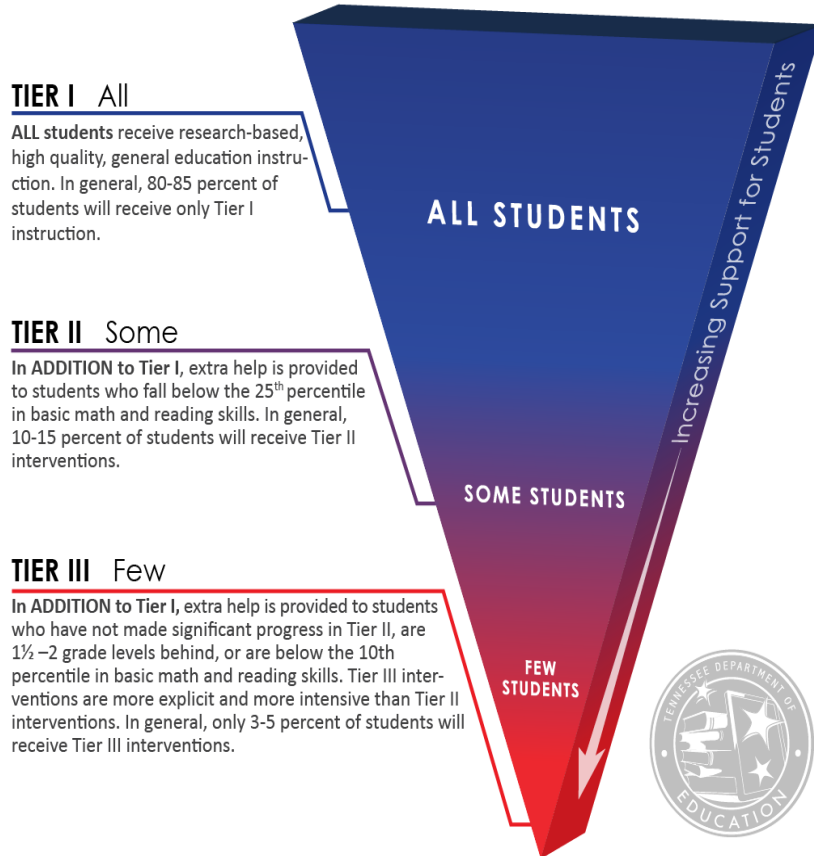 TIER I All
ALL students receive research-based,
high quality, general education instru-
ction. In general, 80-85 percent of
students will receive only Tier I
instruction.
ALL STUDENTS
Increasing Support for Students
TIER II Some
In ADDITION to Tier I, extra help is provided
to students who fall below the 25th percentile
in basic math and reading skills. In general,
10-15 percent of students will receive Tier II
interventions.
SOME STUDENTS
TIER III Few
In ADDITION to Tier I, extra help is provided to students
who have not made significant progress in Tier II, are
1½ –2 grade levels behind, or are below the 10th
percentile in basic math and reading skills. Tier III inter-
ventions are more explicit and more intensive than Tier II
interventions. In general, only 3-5 percent of students will
receive Tier III interventions.
FEW
STUDENTS
TENNESSEE DEPARTMENT OF
EDUCATION